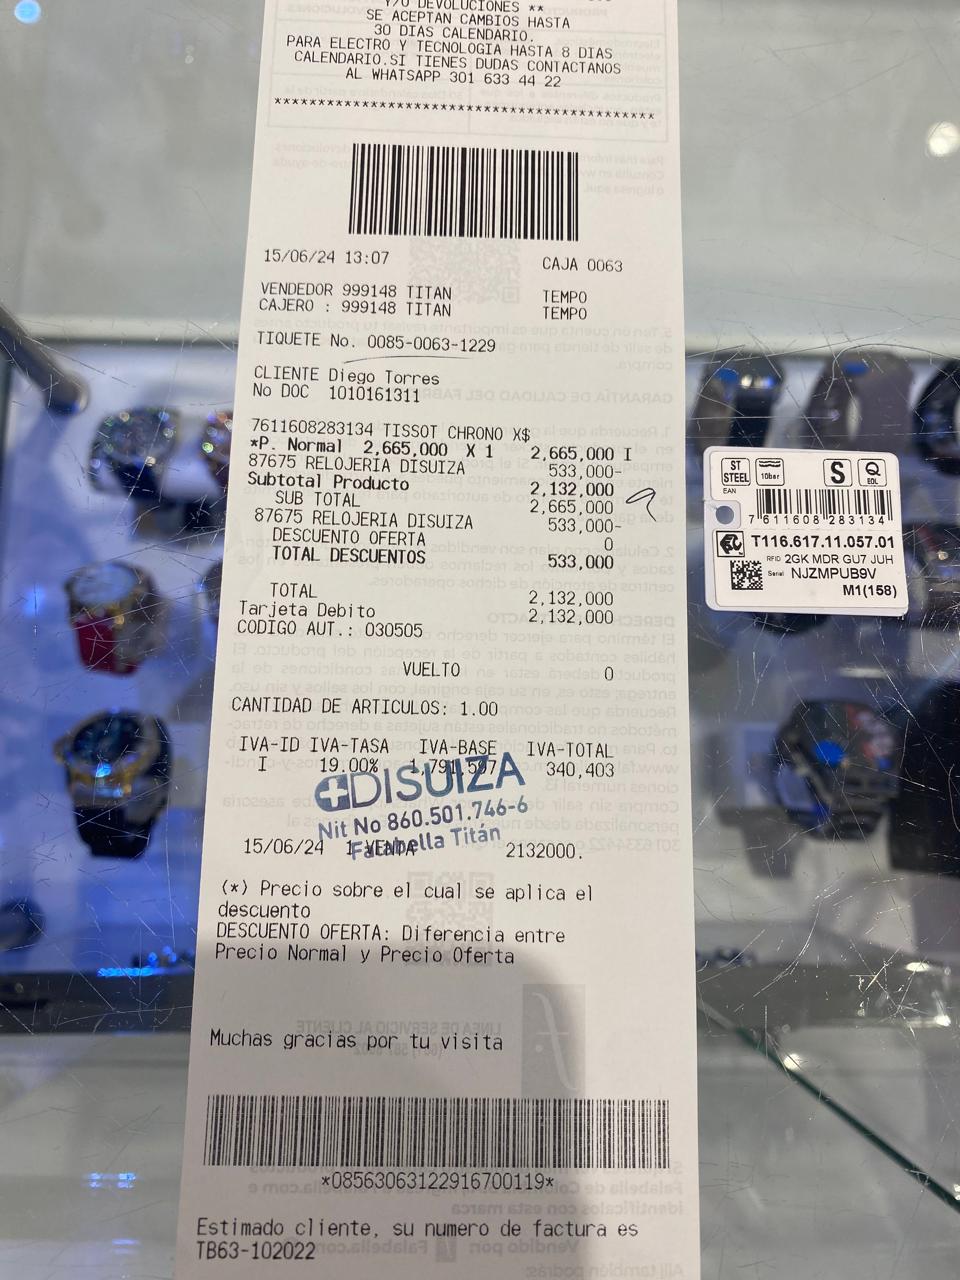 Y/O DEVOLUCIONES **
SE ACEPTAN CAMBIOS HASTA
30 DIAS CALENDARIO.
PARA ELECTRO Y TECNOLOGIA HASTA 8 DIAS
CALENDARIO.SI TIENES DUDAS CONTACTANOS
AL WHATSAPP 301 633 44 22
******************************************
15/06/24 13:07 CAJA 0063
VENDEDOR 999148 TITAN TEMPO
CAJERO : 999148 TITAN TEMPO
TIQUETE No. 0085-0063-1229
CLIENTE Diego Torres
No DOC 1010161311
7611608283134 TISSOT CHRONO X$
*P. Normal 2,665,000 X 1 2,665,000 I
87675 RELOJERIA DISUIZA 533,000-
Subtotal Producto 2,132,000
SUB TOTAL 2,665,000
87675 RELOJERIA DISUIZA 533,000-
DESCUENTO OFERTA 0
TOTAL DESCUENTOS 533,000
TOTAL 2,132,000
Tarjeta Debito 2,132,000
CODIGO AUT.: 030505
VUELTO 0
CANTIDAD DE ARTICULOS: 1.00
IVA-ID IVA-TASA IVA-BASE IVA-TOTAL
I 19.00% 1,791,597 340,403
DISUIZA
Nit No 860.501.746-6
Falabella Titán
15/06/24 1 VENTA 2132000.
(*) Precio sobre el cual se aplica el
descuento
DESCUENTO OFERTA: Diferencia entre
Precio Normal y Precio Oferta
Muchas gracias por tu visita
*08563063122916700119*
Estimado cliente, su numero de factura es
TB63-102022
ST
STEEL
10bar
S
Q
EOL
EAN
7 611608 283134
T116.617.11.057.01
RFID 2GK MDR GU7 JUH
Serial NJZMPUB9V
M1(158)